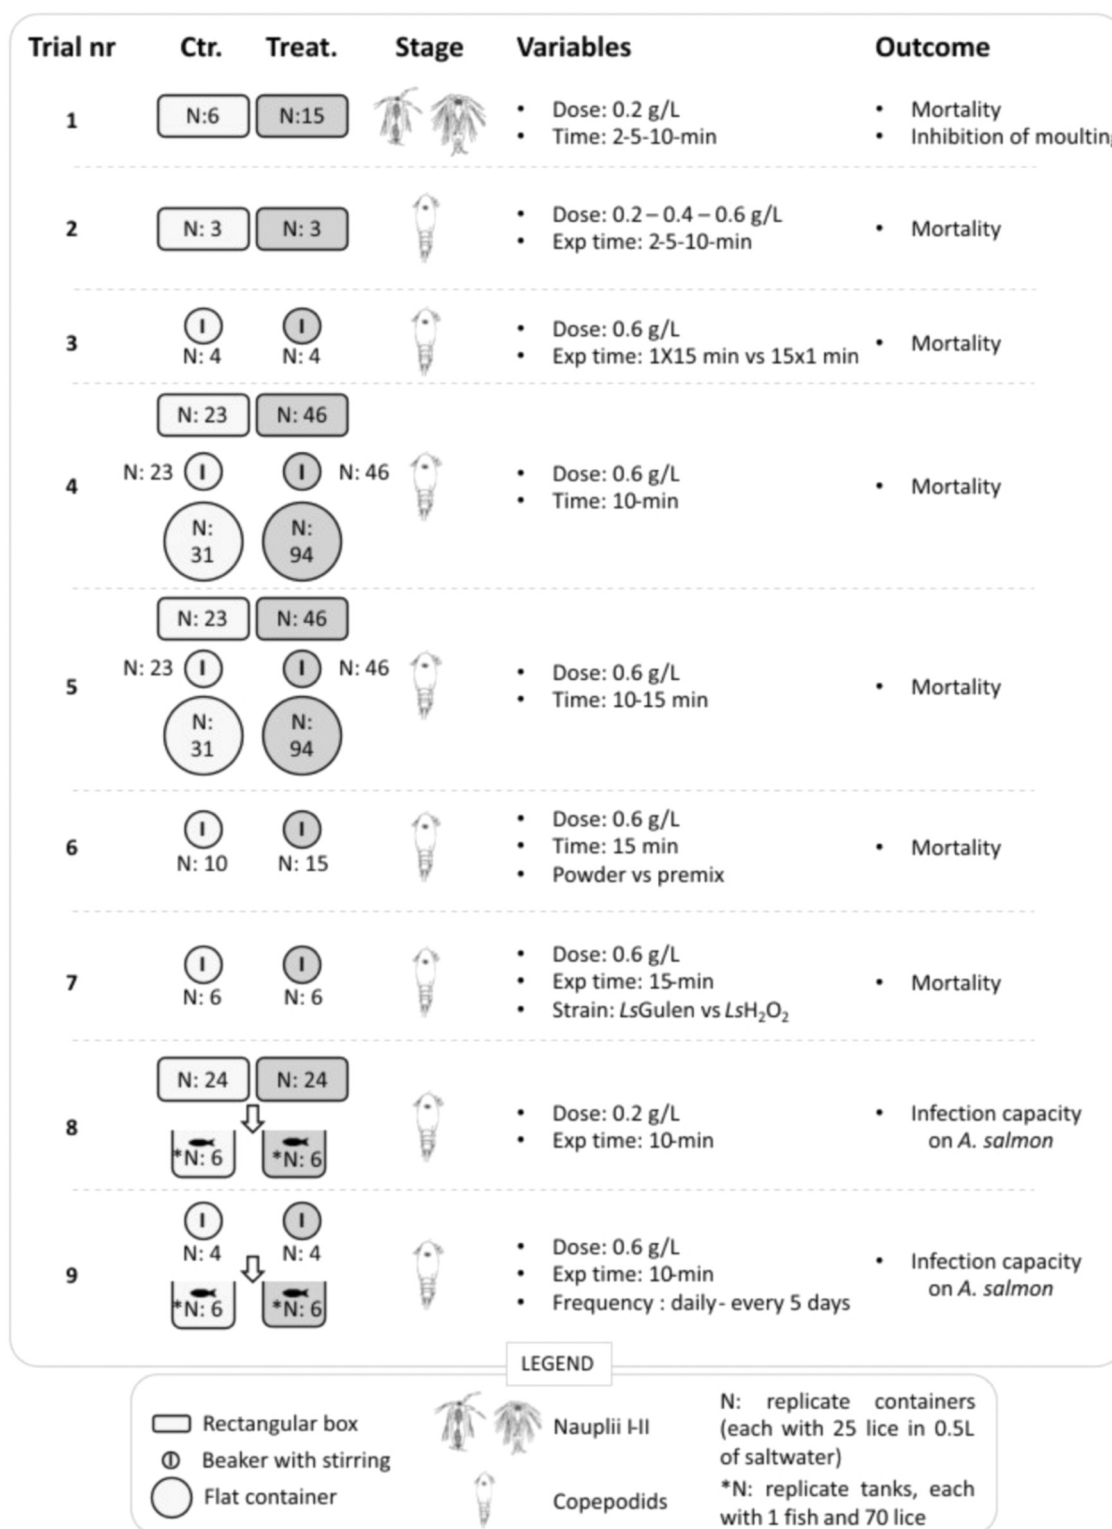 Trial nr Ctr. Treat. Stage Variables Outcome
1 N:6 N:15
• Dose: 0.2 g/L
• Time: 2-5-10-min
• Mortality
• Inhibition of moulting
2 N: 3 N: 3
• Dose: 0.2 – 0.4 – 0.6 g/L
• Exp time: 2-5-10-min
• Mortality
3
I I
N: 4 N: 4
• Dose: 0.6 g/L
• Exp time: 1X15 min vs 15x1 min
• Mortality
4
N: 23 N: 46
N: 23 I I N: 46
N: 31
N: 94
• Dose: 0.6 g/L
• Time: 10-min
• Mortality
5
N: 23 N: 46
N: 23 I I N: 46
N: 31
N: 94
• Dose: 0.6 g/L
• Time: 10-15 min
• Mortality
6
I I
N: 10 N: 15
• Dose: 0.6 g/L
• Time: 15 min
• Powder vs premix
• Mortality
7
I I
N: 6 N: 6
• Dose: 0.6 g/L
• Exp time: 15-min
• Strain: LsGulen vs LsH₂O₂
• Mortality
8
N: 24 N: 24
*N: 6 *N: 6
• Dose: 0.2 g/L
• Exp time: 10-min
• Infection capacity
on A. salmon
9
I I
N: 4 N: 4
*N: 6 *N: 6
• Dose: 0.6 g/L
• Exp time: 10-min
• Frequency : daily - every 5 days
• Infection capacity
on A. salmon
LEGEND
Rectangular box
I Beaker with stirring
Flat container
Nauplii I-II
Copepodids
N: replicate containers
(each with 25 lice in 0.5L
of saltwater)
*N: replicate tanks, each
with 1 fish and 70 lice